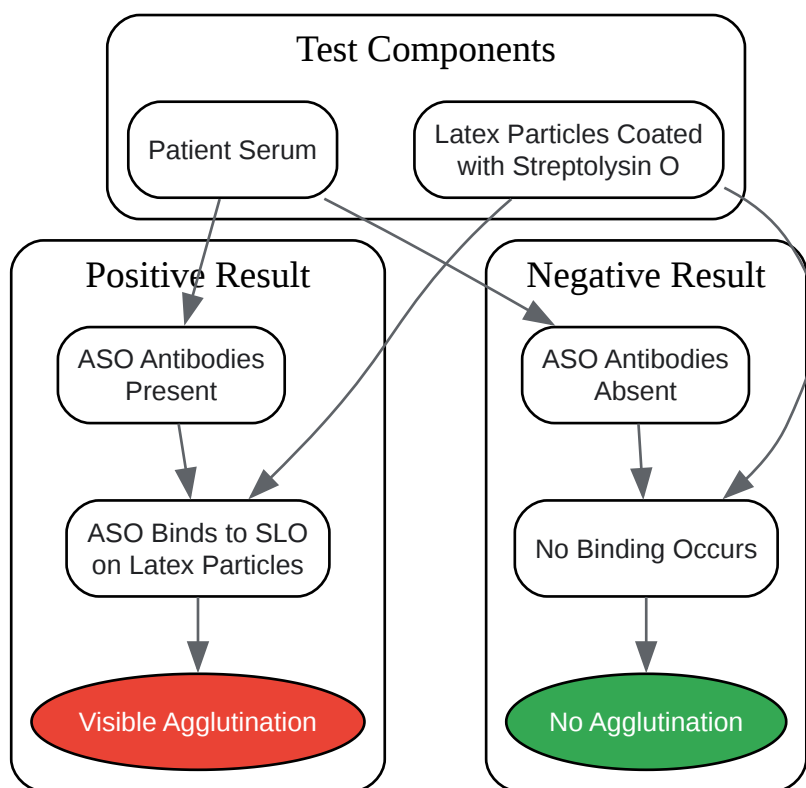 Test Components
Patient Serum
Latex Particles Coated
with Streptolysin O
Positive Result
Negative Result
ASO Antibodies
Present
ASO Antibodies
Absent
ASO Binds to SLO
on Latex Particles
No Binding Occurs
Visible Agglutination
No Agglutination